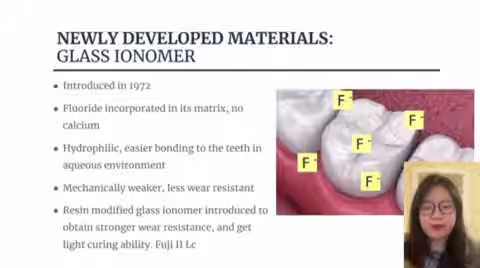 NEWLY DEVELOPED MATERIALS:
GLASS IONOMER
• Introduced in 1972
• Fluoride incorporated in its matrix; no
calcium
• Hydrophilic, easier bonding to the teeth in
aqueous environment
• Mechanically weaker, less wear resistant
• Resin modified glass ionomer introduced to
obtain stronger wear resistance, and get
light curing ability. Fuji II Lc
F -
F -
F -
F -
F -